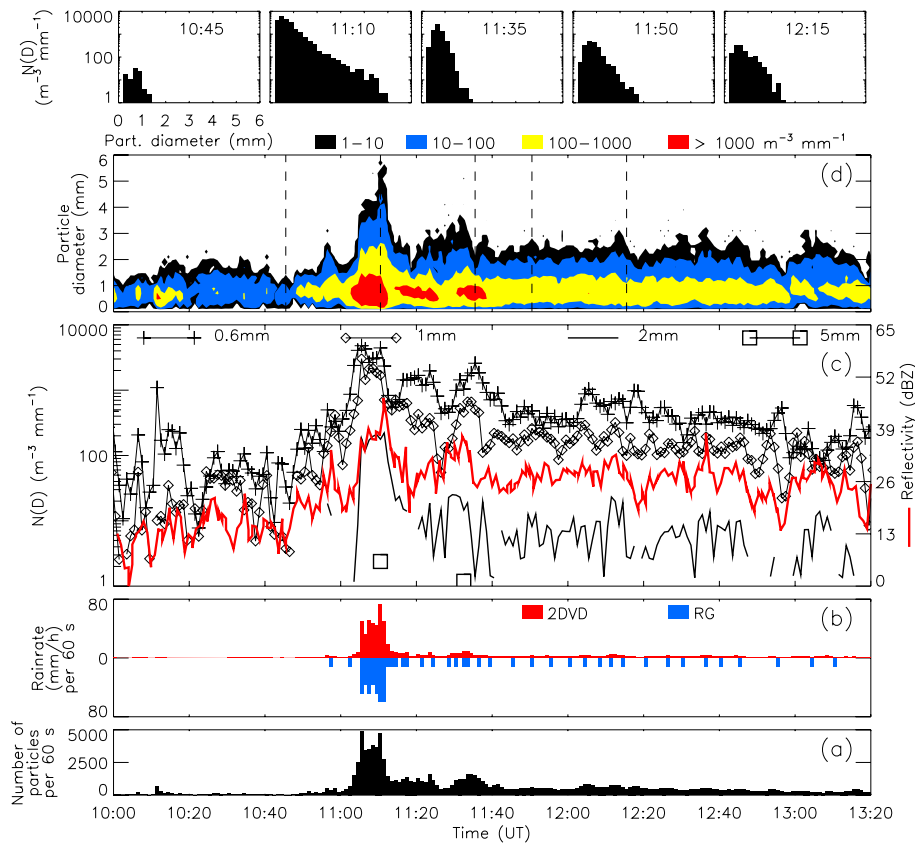 10000
100
1
N(D)
(m⁻³ mm⁻¹)
10:45
11:10
11:35
11:50
12:15
0 1 2 3 4 5 6
Part. diameter (mm)
1-10
10-100
100-1000
> 1000 m⁻³ mm⁻¹
6
5
4
3
2
1
0
Particle
diameter (mm)
(d)
10000
100
1
N(D) (m⁻³ mm⁻¹)
0.6mm
1mm
2mm
5mm
(c)
65
52
39
26
13
0
Reflectivity (dBZ)
80
0
80
Rainrate
(mm/h)
per 60 s
2DVD
RG
(b)
5000
2500
0
Number of
particles
per 60 s
(a)
10:00 10:20 10:40 11:00 11:20 11:40 12:00 12:20 12:40 13:00 13:20
Time (UT)